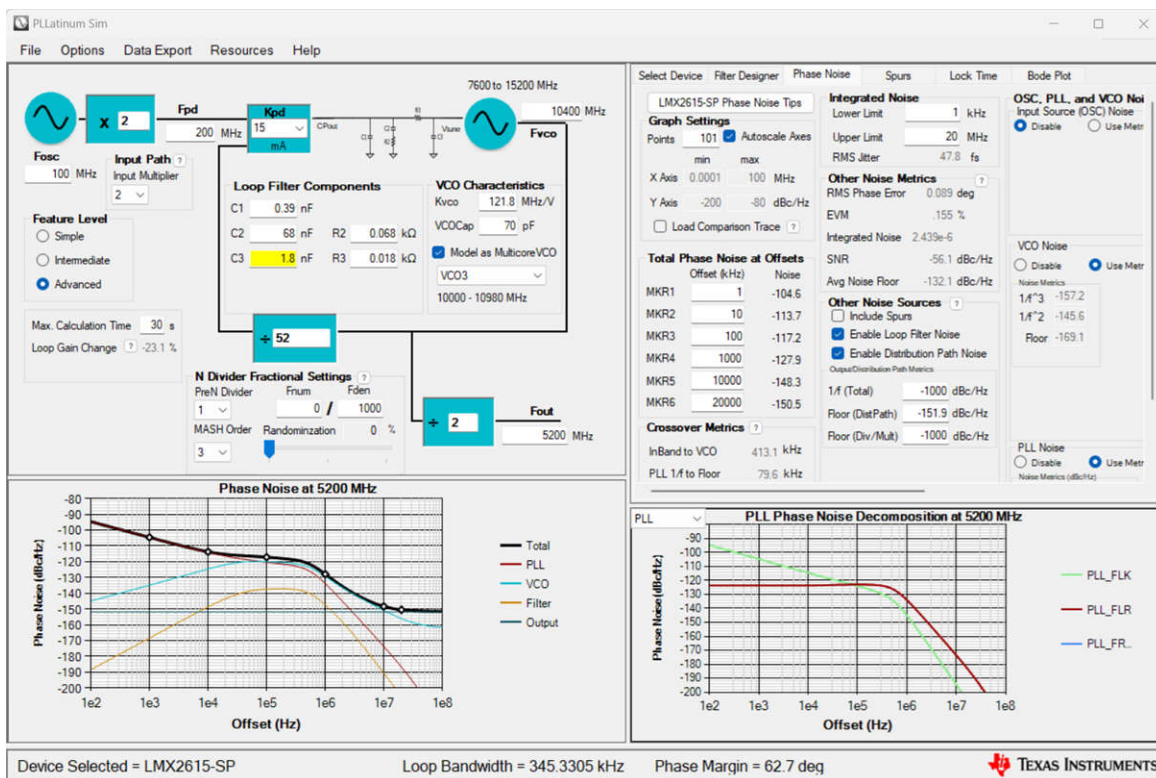 PLLatinum Sim
File Options Data Export Resources Help
7600 to 15200 MHz
Fpd
x 2
200 MHz
Kpd
15
mA
CPout
Vtune
10400 MHz
Fvco
Fosc
100 MHz
Input Path ?
Input Multiplier
2
Feature Level
Simple
Intermediate
Advanced
Loop Filter Components
C1 0.39 nF
C2 68 nF R2 0.068 kΩ
C3 1.8 nF R3 0.018 kΩ
VCO Characteristics
Kvco 121.8 MHz/V
VCOCap 70 pF
Model as MulticoreVCO
VCO3
10000 - 10980 MHz
Max. Calculation Time 30 s
Loop Gain Change ? -23.1 %
÷ 52
N Divider Fractional Settings ?
PreN Divider Fnum Fden
1 0 / 1000
MASH Order Randominzation 0 %
3
÷ 2
Fout
5200 MHz
Select Device Filter Designer Phase Noise Spurs Lock Time Bode Plot
LMX2615-SP Phase Noise Tips
Graph Settings
Points 101 Autoscale Axes
min max
X Axis 0.0001 100 MHz
Y Axis -200 -80 dBc/Hz
Load Comparison Trace ?
Total Phase Noise at Offsets
Offset (kHz) Noise
MKR1 1 -104.6
MKR2 10 -113.7
MKR3 100 -117.2
MKR4 1000 -127.9
MKR5 10000 -148.3
MKR6 20000 -150.5
Crossover Metrics ?
InBand to VCO 413.1 kHz
PLL 1/f to Floor 79.6 kHz
Integrated Noise
Lower Limit 1 kHz
Upper Limit 20 MHz
RMS Jitter 47.8 fs
Other Noise Metrics ?
RMS Phase Error 0.089 deg
EVM .155 %
Integrated Noise 2.439e-6
SNR -56.1 dBc/Hz
Avg Noise Floor -132.1 dBc/Hz
Other Noise Sources ?
Include Spurs
Enable Loop Filter Noise
Enable Distribution Path Noise
Output/Distribution Path Metrics
1/f (Total) -1000 dBc/Hz
Floor (DistPath) -151.9 dBc/Hz
Floor (Div/Mult) -1000 dBc/Hz
OSC, PLL, and VCO Noi
Input Source (OSC) Noise
Disable Use Metr
VCO Noise
Disable Use Metr
Noise Metrics
1/f^3 -157.2
1/f^2 -145.6
Floor -169.1
PLL Noise
Disable Use Metr
Noise Metrics (dBc/Hz)
Phase Noise at 5200 MHz
Phase Noise (dBc/Hz)
-80
-90
-100
-110
-120
-130
-140
-150
-160
-170
-180
-190
-200
1e2 1e3 1e4 1e5 1e6 1e7 1e8
Offset (Hz)
Total
PLL
VCO
Filter
Output
PLL
PLL Phase Noise Decomposition at 5200 MHz
Phase Noise (dBc/Hz)
-90
-100
-110
-120
-130
-140
-150
-160
-170
-180
-190
-200
1e2 1e3 1e4 1e5 1e6 1e7 1e8
Offset (Hz)
PLL_FLK
PLL_FLR
PLL_FR...
Device Selected = LMX2615-SP Loop Bandwidth = 345.3305 kHz Phase Margin = 62.7 deg TEXAS INSTRUMENTS